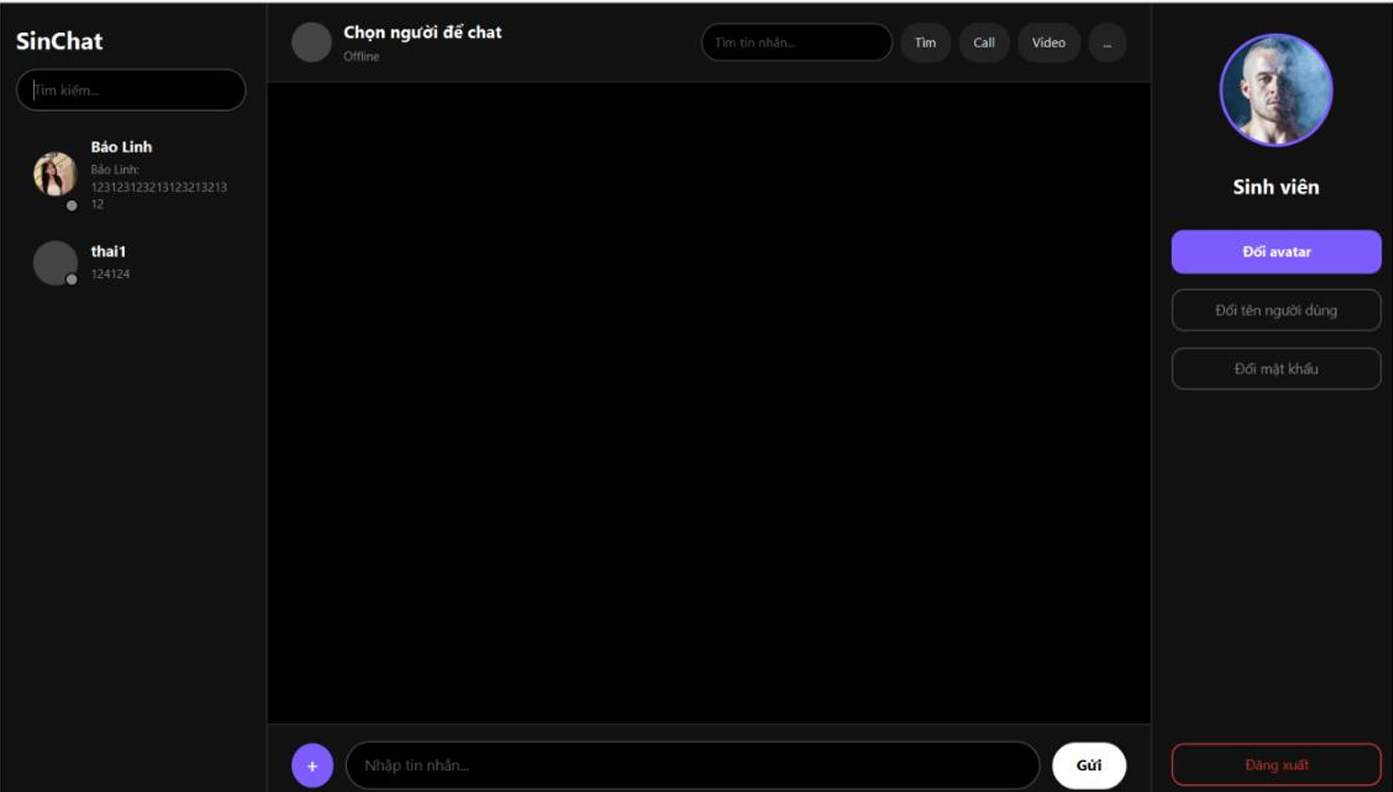 SinChat
Tìm kiếm...
Bảo Linh
Bảo Linh:
123123123213123213213
12
thai1
124124
Chọn người để chat
Offline
Tìm tin nhắn...
Tìm
Call
Video
...
Nhập tin nhắn...
+
Gửi
Sinh viên
Đổi avatar
Đổi tên người dùng
Đổi mật khẩu
Đăng xuất